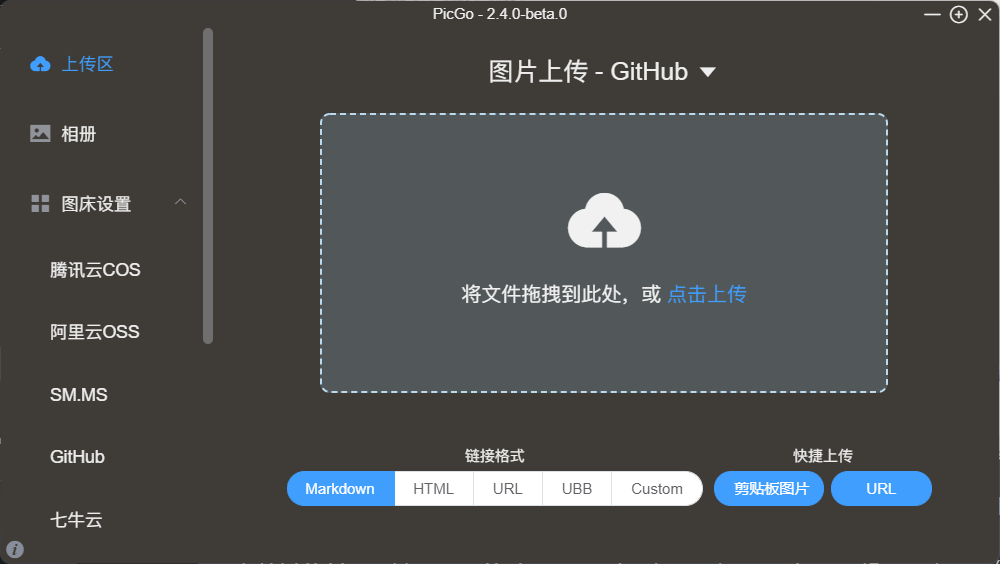 PicGo - 2.4.0-beta.0
上传区
相册
图床设置
腾讯云COS
阿里云OSS
SM.MS
GitHub
七牛云
图片上传 - GitHub
将文件拖拽到此处，或 点击上传
链接格式
Markdown HTML URL UBB Custom
快捷上传
剪贴板图片 URL